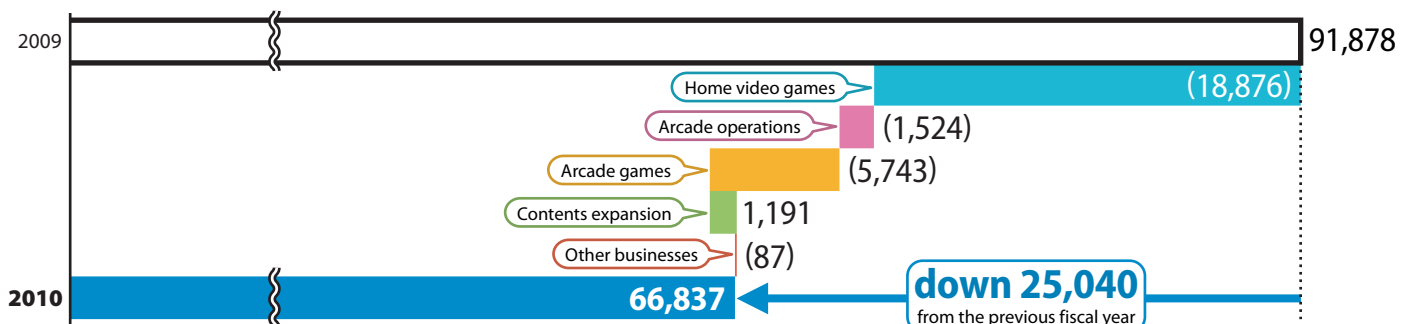 2009
91,878
Home video games
(18,876)
Arcade operations
(1,524)
Arcade games
(5,743)
Contents expansion
1,191
Other businesses
(87)
2010
66,837
down 25,040
from the previous fiscal year